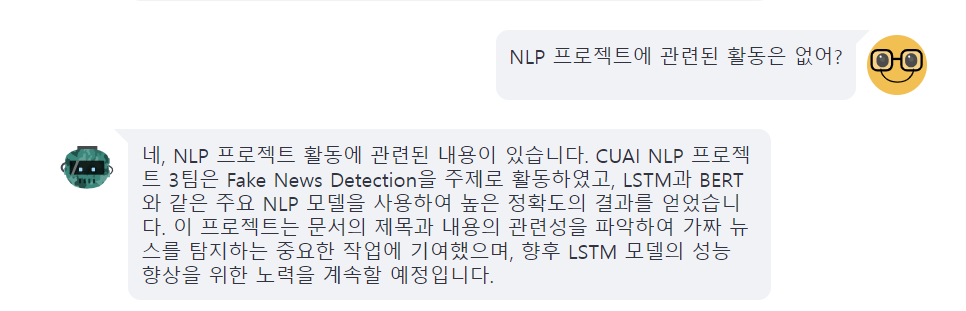 NLP 프로젝트에 관련된 활동은 없어?
네, NLP 프로젝트 활동에 관련된 내용이 있습니다. CUAI NLP 프로젝
트 3팀은 Fake News Detection을 주제로 활동하였고, LSTM과 BERT
와 같은 주요 NLP 모델을 사용하여 높은 정확도의 결과를 얻었습니
다. 이 프로젝트는 문서의 제목과 내용의 관련성을 파악하여 가짜 뉴
스를 탐지하는 중요한 작업에 기여했으며, 향후 LSTM 모델의 성능
향상을 위한 노력을 계속할 예정입니다.